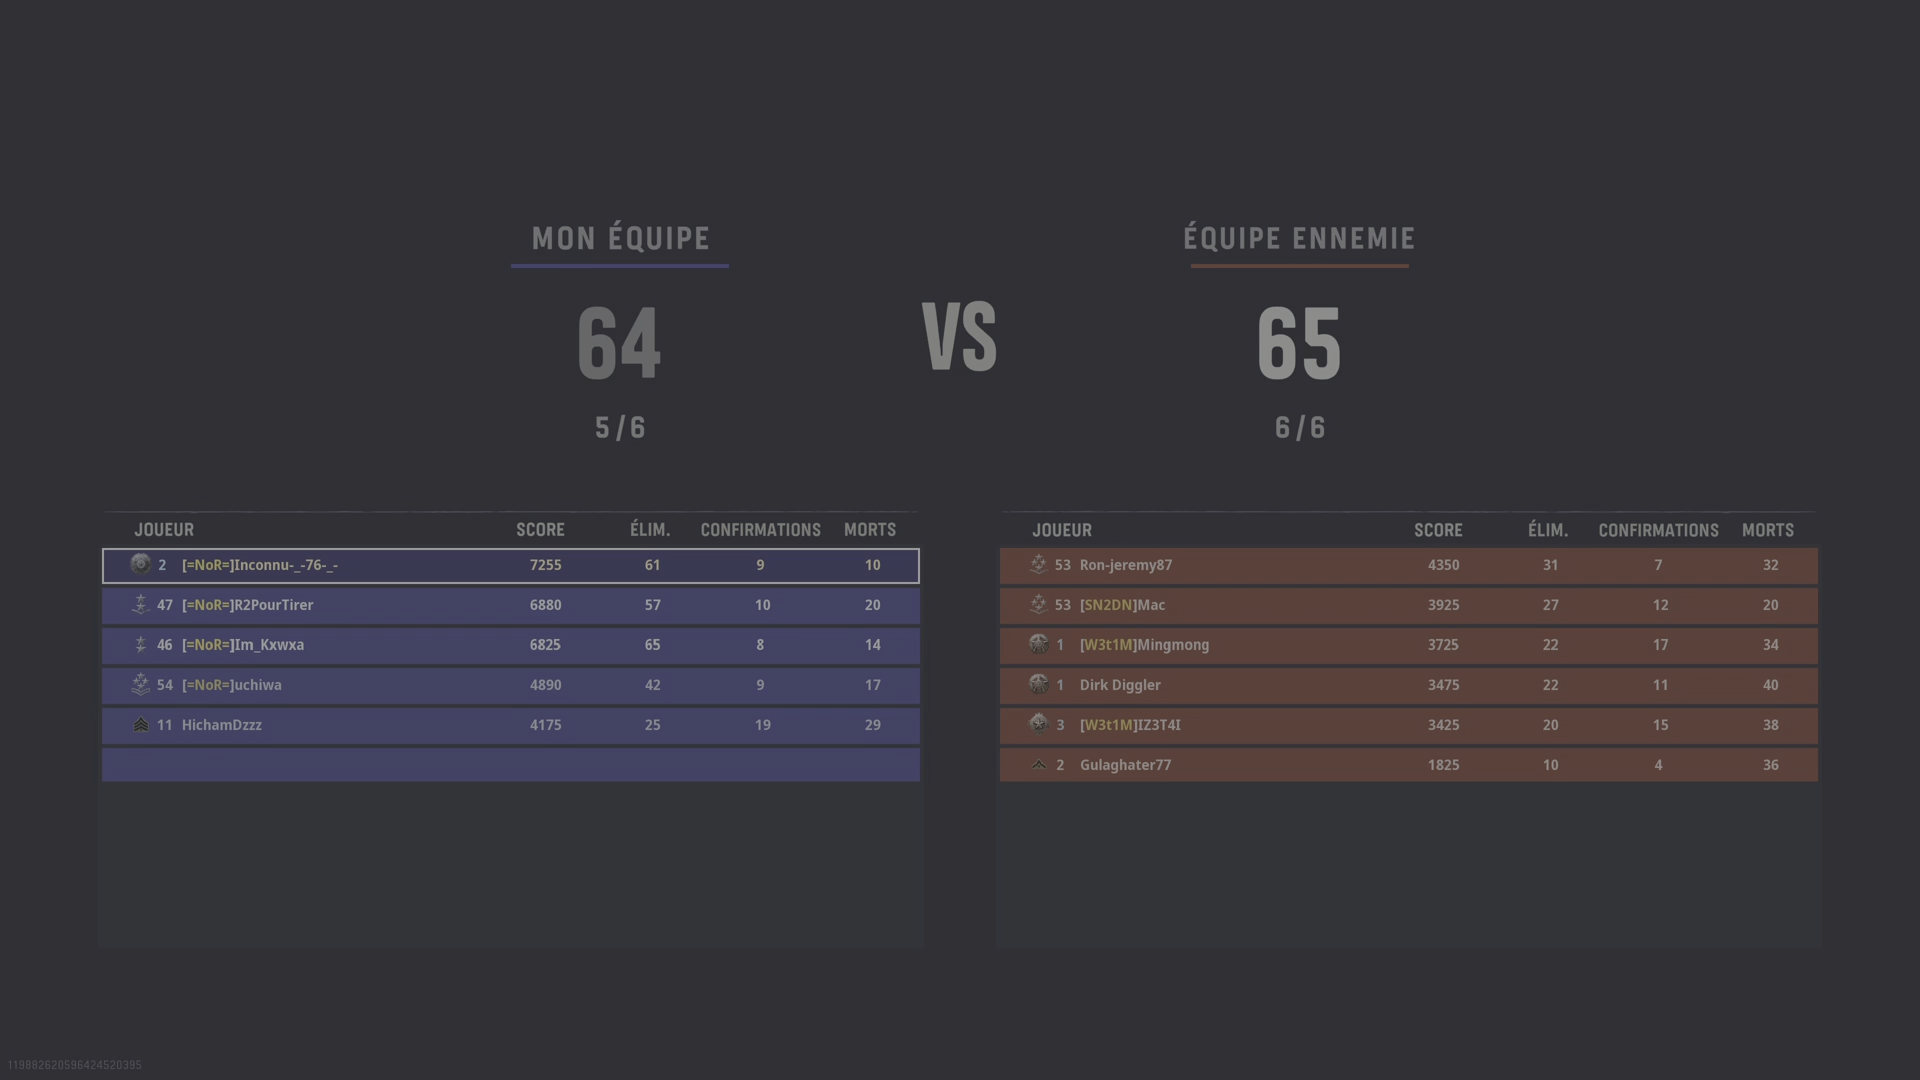 MON ÉQUIPE
64
5/6
VS
ÉQUIPE ENNEMIE
65
6/6
JOUEUR SCORE ÉLIM. CONFIRMATIONS MORTS
2 [=NoR=]Inconnu-_-76-_- 7255 61 9 10
47 [=NoR=]R2PourTirer 6880 57 10 20
46 [=NoR=]Im_Kxwxa 6825 65 8 14
54 [=NoR=]uchiwa 4890 42 9 17
11 HichamDzzz 4175 25 19 29
JOUEUR SCORE ÉLIM. CONFIRMATIONS MORTS
53 Ron-jeremy87 4350 31 7 32
53 [SN2DN]Mac 3925 27 12 20
1 [W3t1M]Mingmong 3725 22 17 34
1 Dirk Diggler 3475 22 11 40
3 [W3t1M]IZ3T4I 3425 20 15 38
2 Gulaghater77 1825 10 4 36
11988262059642452039​5